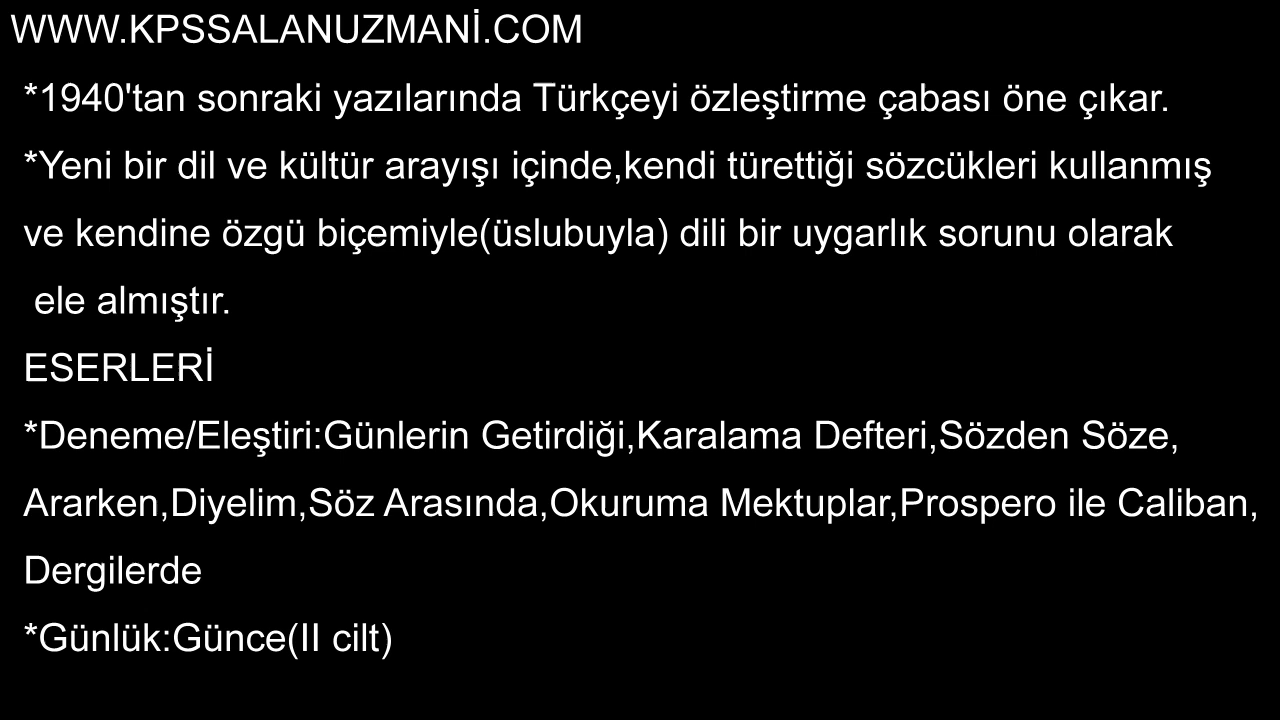 WWW.KPSSALANUZMANİ.COM
*1940'tan sonraki yazılarında Türkçeyi özleştirme çabası öne çıkar.
*Yeni bir dil ve kültür arayışı içinde,kendi türettiği sözcükleri kullanmış
ve kendine özgü biçemiyle(üslubuyla) dili bir uygarlık sorunu olarak
ele almıştır.
ESERLERİ
*Deneme/Eleştiri:Günlerin Getirdiği,Karalama Defteri,Sözden Söze,
Ararken,Diyelim,Söz Arasında,Okuruma Mektuplar,Prospero ile Caliban,
Dergilerde
*Günlük:Günce(II cilt)